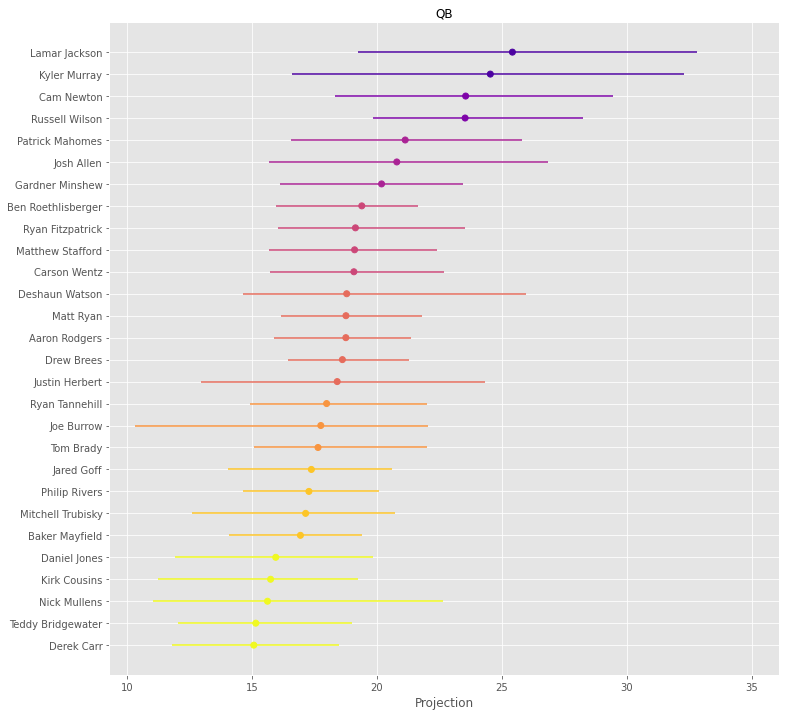 QB
Lamar Jackson
Kyler Murray
Cam Newton
Russell Wilson
Patrick Mahomes
Josh Allen
Gardner Minshew
Ben Roethlisberger
Ryan Fitzpatrick
Matthew Stafford
Carson Wentz
Deshaun Watson
Matt Ryan
Aaron Rodgers
Drew Brees
Justin Herbert
Ryan Tannehill
Joe Burrow
Tom Brady
Jared Goff
Philip Rivers
Mitchell Trubisky
Baker Mayfield
Daniel Jones
Kirk Cousins
Nick Mullens
Teddy Bridgewater
Derek Carr
10 15 20 25 30 35
Projection